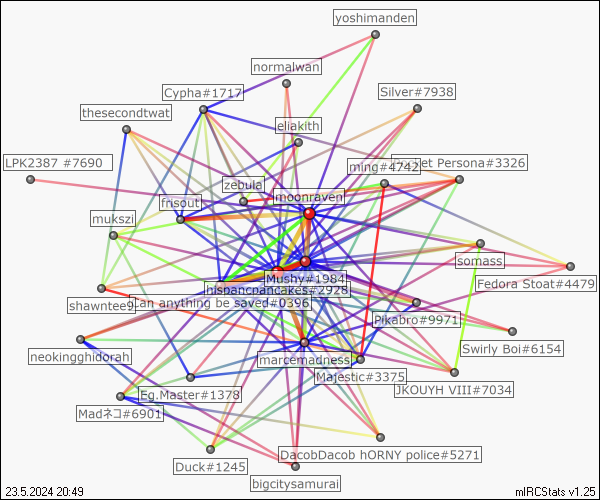 yoshimanden
normalwan
Cypha#1717
Silver#7938
thesecondtwat
eliakith
LPK2387 #7690
ming#4742
Persona#3326
zebula
moonraven
frisout
mukszi
somass
Mushy#1984
Fedora Stoat#4479
hispanicpancakes#2928
shawntee9
can anything be saved#0396
Pikabro#9971
Swirly Boi#6154
neokingghidorah
marcemadness
Majestic#3375
JKOUYH VIII#7034
Eg.Master#1378
Madネコ#6901
DacobDacob hORNY police#5271
Duck#1245
bigcitysamurai
23.5.2024 20:49
mIRCStats v1.25